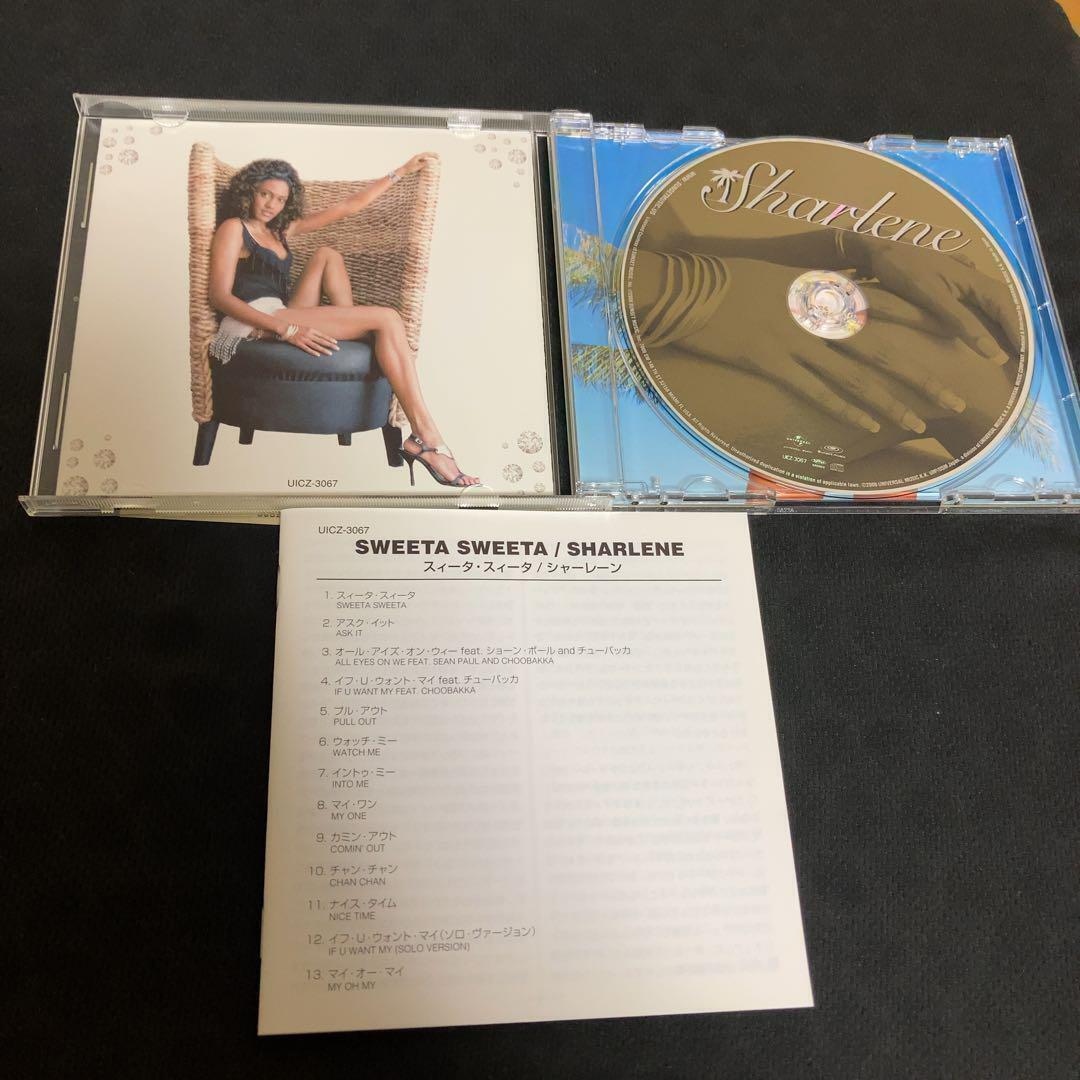 UICZ-3067
Sharlene
UNIVERSAL
UICZ-3067
UICZ-3067
SWEETA SWEETA / SHARLENE
スィータ・スィータ / シャーレーン
1. スィータ・スィータ
SWEETA SWEETA
2. アスク・イット
ASK IT
3. オール・アイズ・オン・ウィー feat. ショーン・ポール and チューバッカ
ALL EYES ON WE FEAT. SEAN PAUL AND CHOOBAKKA
4. イフ・U・ウォント・マイ feat. チューバッカ
IF U WANT MY FEAT. CHOOBAKKA
5. プル・アウト
PULL OUT
6. ウォッチ・ミー
WATCH ME
7. イントゥ・ミー
INTO ME
8. マイ・ワン
MY ONE
9. カミン・アウト
COMIN' OUT
10. チャン・チャン
CHAN CHAN
11. ナイス・タイム
NICE TIME
12. イフ・U・ウォント・マイ(ソロ・ヴァージョン)
IF U WANT MY (SOLO VERSION)
13. マイ・オー・マイ
MY OH MY